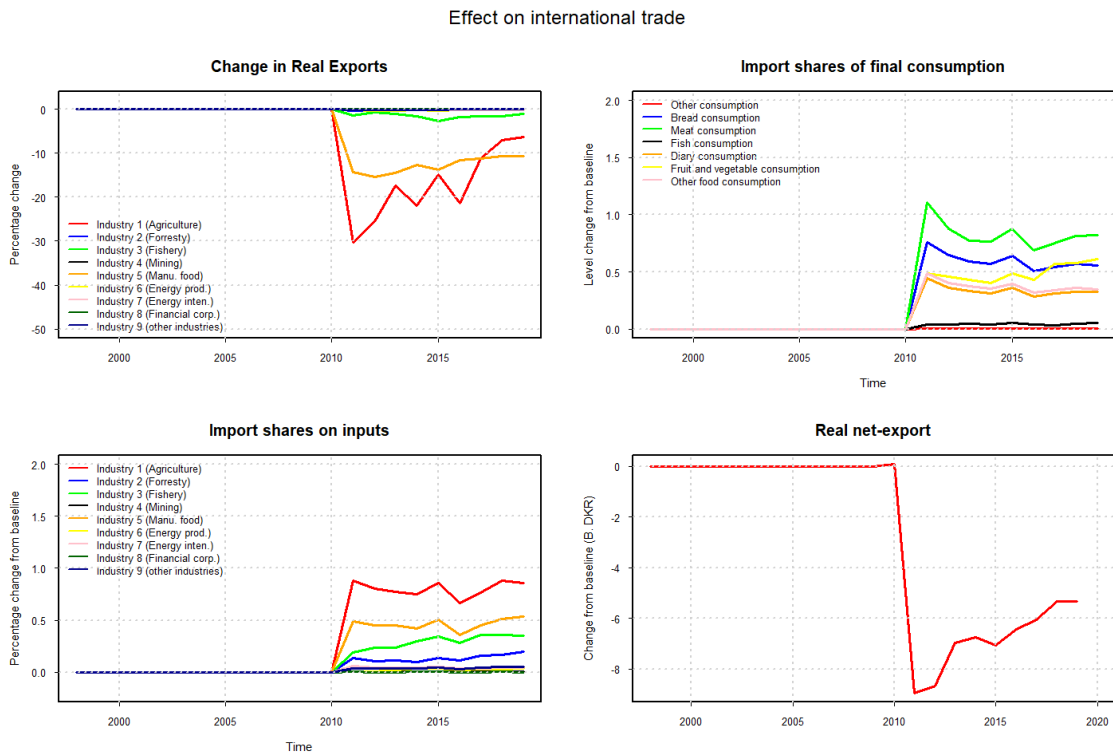 Effect on international trade
Change in Real Exports
Percentage change
0
-10
-20
-30
-40
-50
Industry 1 (Agriculture)
Industry 2 (Forresty)
Industry 3 (Fishery)
Industry 4 (Mining)
Industry 5 (Manu. food)
Industry 6 (Energy prod.)
Industry 7 (Energy inten.)
Industry 8 (Financial corp.)
Industry 9 (other industries)
2000 2005 2010 2015
Import shares of final consumption
Level change from baseline
2.0
1.5
1.0
0.5
0.0
Other consumption
Bread consumption
Meat consumption
Fish consumption
Diary consumption
Fruit and vegetable consumption
Other food consumption
2000 2005 2010 2015
Time
Import shares on inputs
Percentage change from baseline
2.0
1.5
1.0
0.5
0.0
Industry 1 (Agriculture)
Industry 2 (Forresty)
Industry 3 (Fishery)
Industry 4 (Mining)
Industry 5 (Manu. food)
Industry 6 (Energy prod.)
Industry 7 (Energy inten.)
Industry 8 (Financial corp.)
Industry 9 (other industries)
2000 2005 2010 2015
Time
Real net-export
Change from baseline (B. DKR)
0
-2
-4
-6
-8
2000 2005 2010 2015 2020